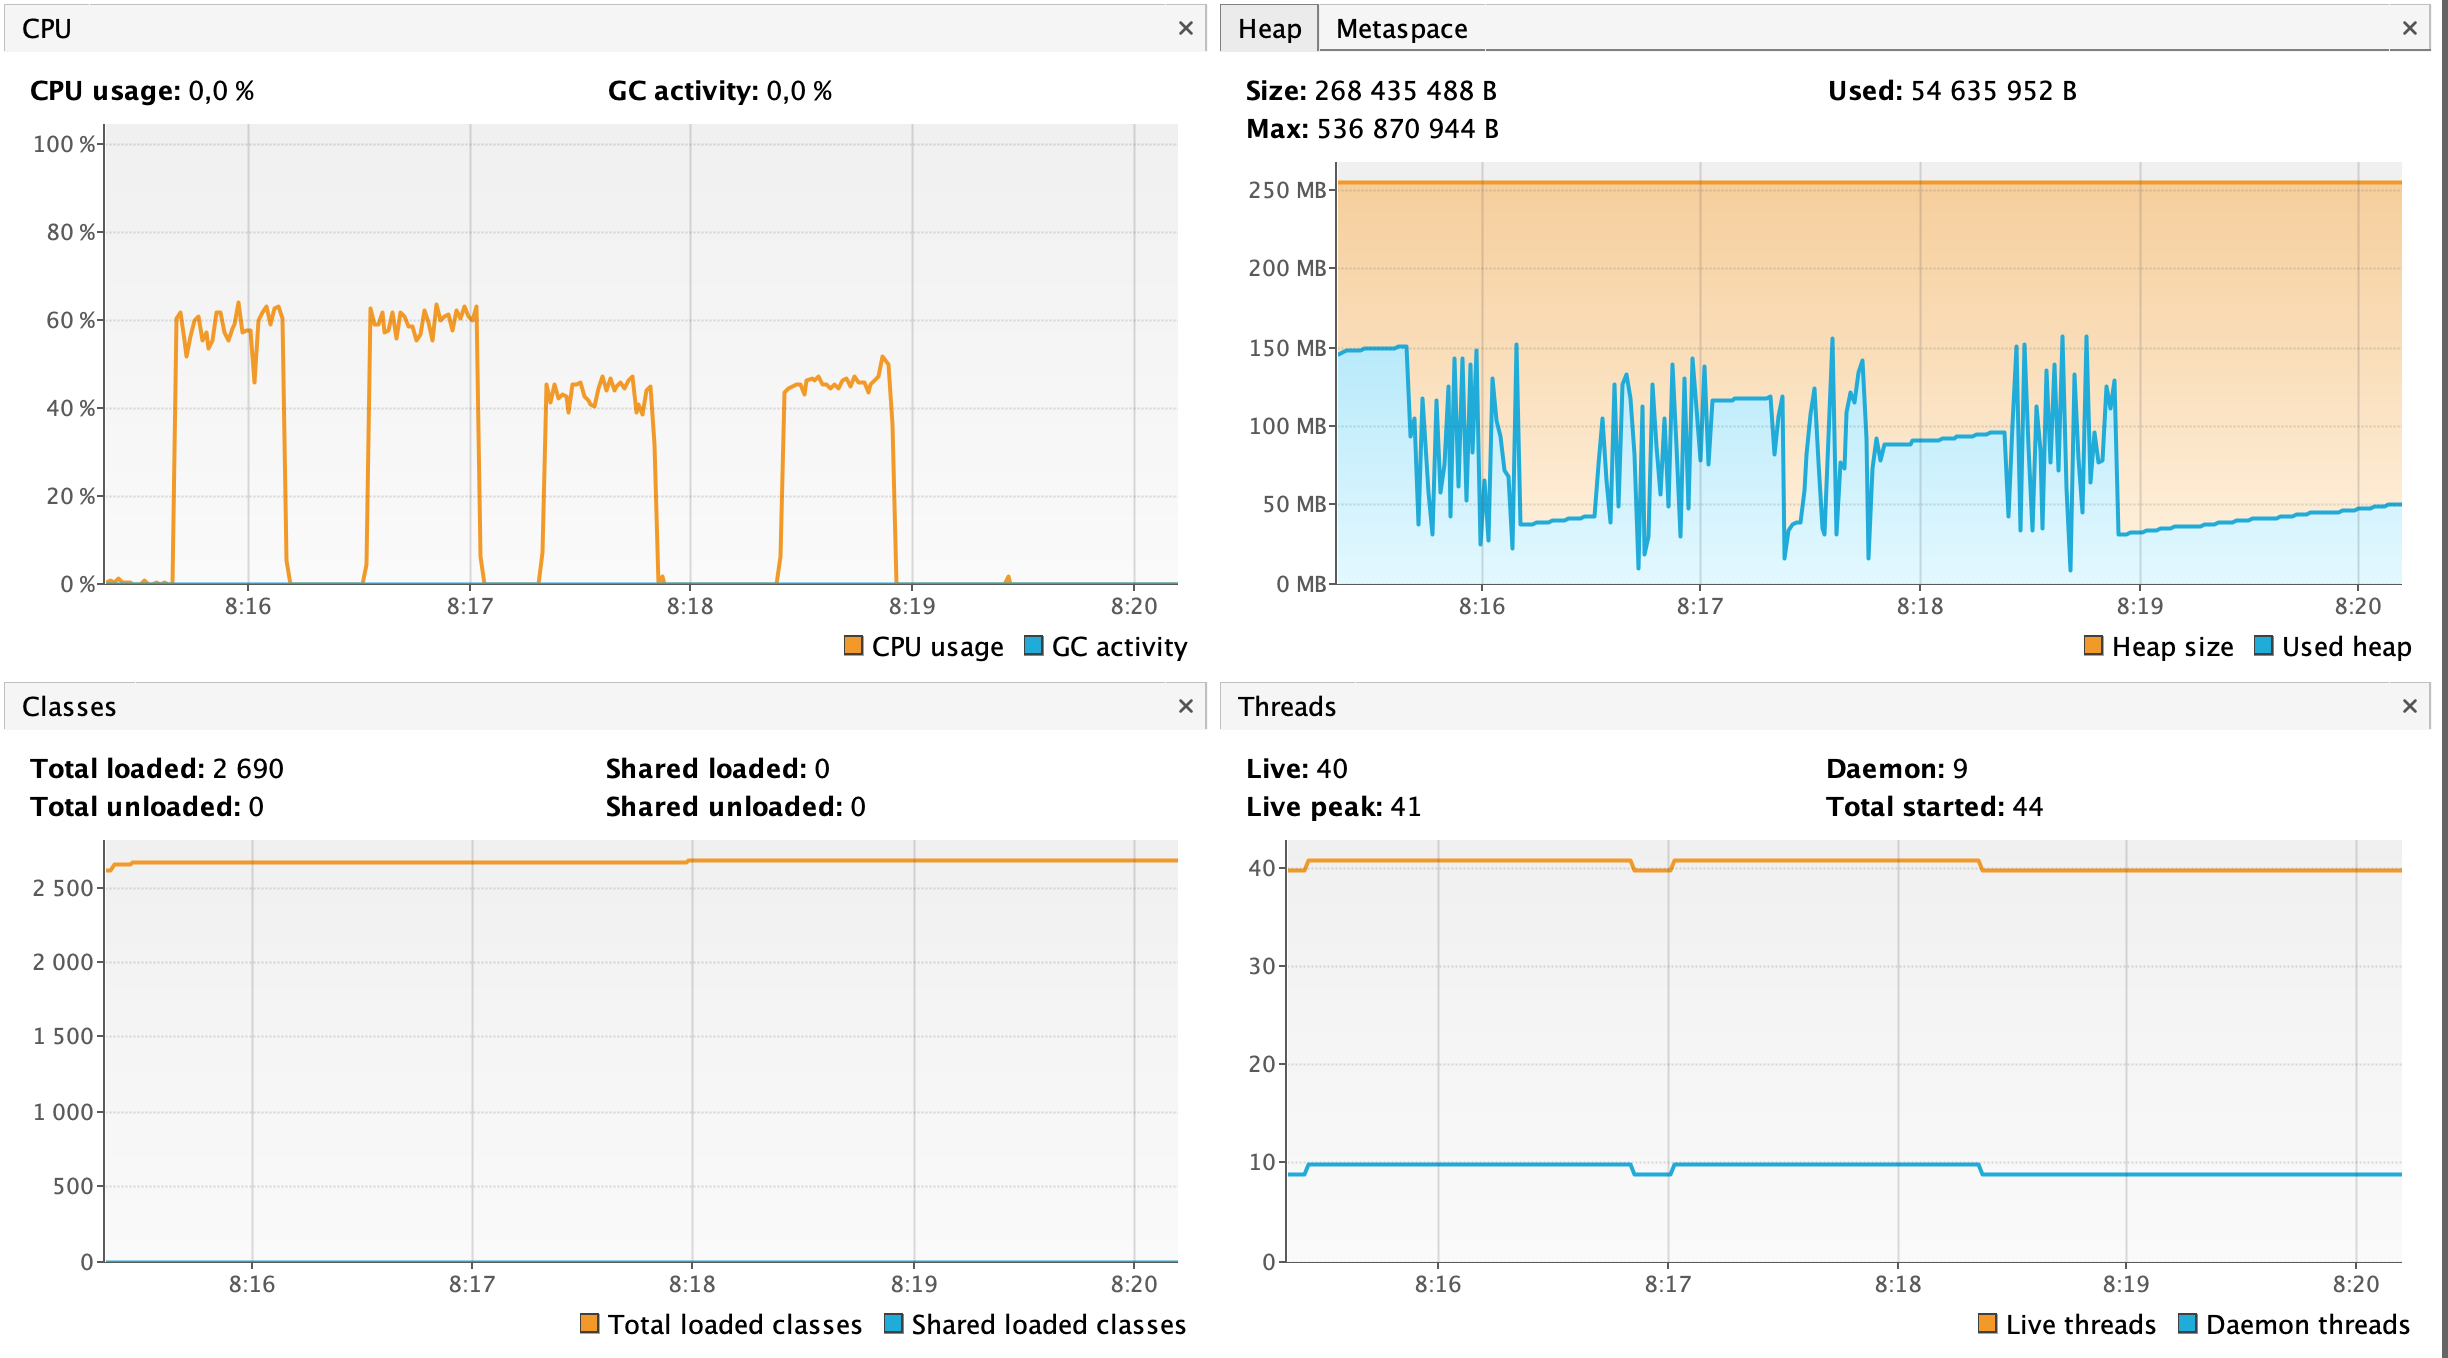 CPU ×
CPU usage: 0,0 % GC activity: 0,0 %
100 %
80 %
60 %
40 %
20 %
0 %
8:16 8:17 8:18 8:19 8:20
CPU usage GC activity
Heap Metaspace ×
Size: 268 435 488 B Used: 54 635 952 B
Max: 536 870 944 B
250 MB
200 MB
150 MB
100 MB
50 MB
0 MB
8:16 8:17 8:18 8:19 8:20
Heap size Used heap
Classes ×
Total loaded: 2 690 Shared loaded: 0
Total unloaded: 0 Shared unloaded: 0
2 500
2 000
1 500
1 000
500
0
8:16 8:17 8:18 8:19 8:20
Total loaded classes Shared loaded classes
Threads ×
Live: 40 Daemon: 9
Live peak: 41 Total started: 44
40
30
20
10
0
8:16 8:17 8:18 8:19 8:20
Live threads Daemon threads